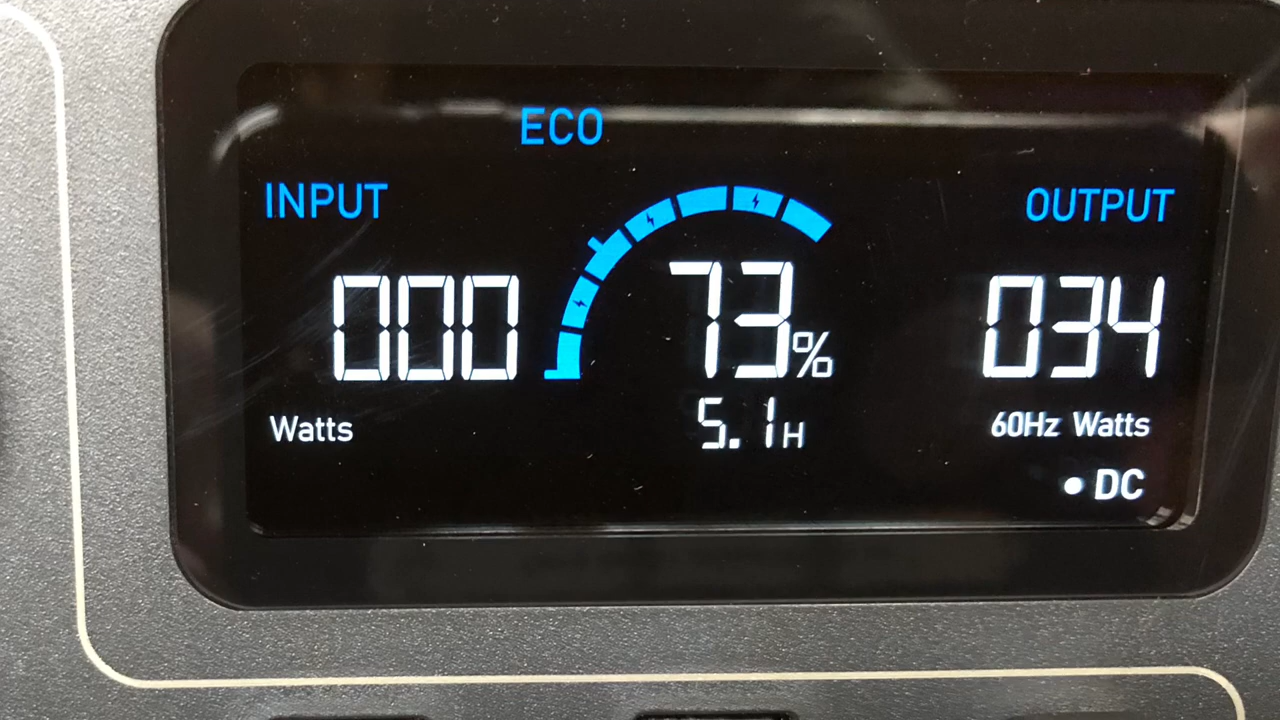 ECO
INPUT
OUTPUT
000
73%
034
5.1H
Watts
60Hz Watts
• DC